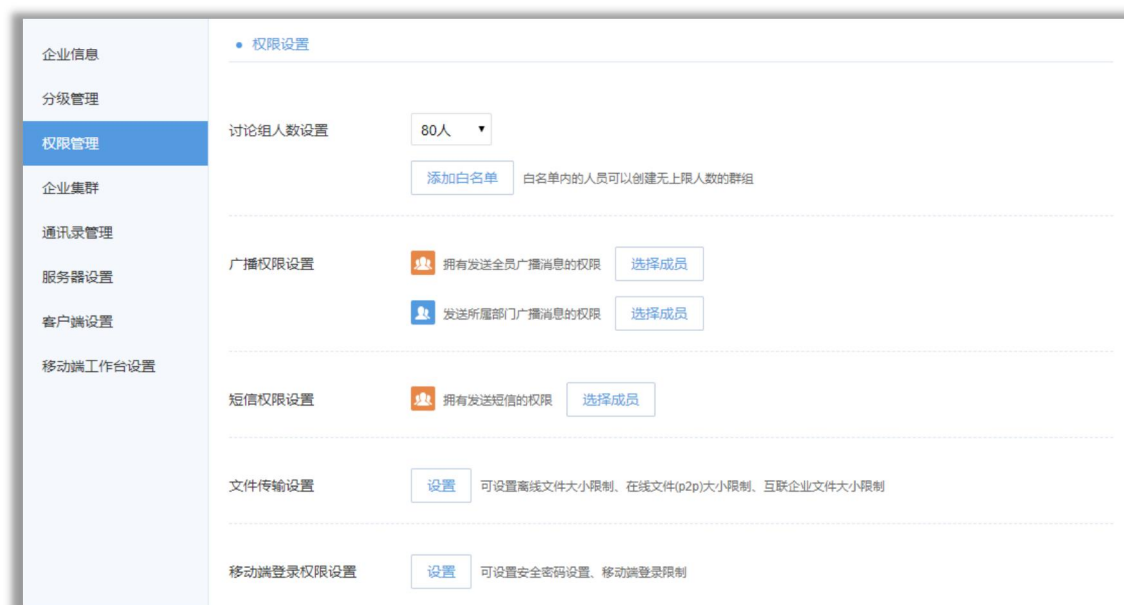 企业信息
分级管理
权限管理
企业集群
通讯录管理
服务器设置
客户端设置
移动端工作台设置
权限设置
讨论组人数设置 80人
添加白名单 白名单内的人员可以创建无上限人数的群组
广播权限设置 拥有发送全员广播消息的权限 选择成员
发送所属部门广播消息的权限 选择成员
短信权限设置 拥有发送短信的权限 选择成员
文件传输设置 设置 可设置离线文件大小限制、在线文件(p2p)大小限制、互联企业文件大小限制
移动端登录权限设置 设置 可设置安全密码设置、移动端登录限制